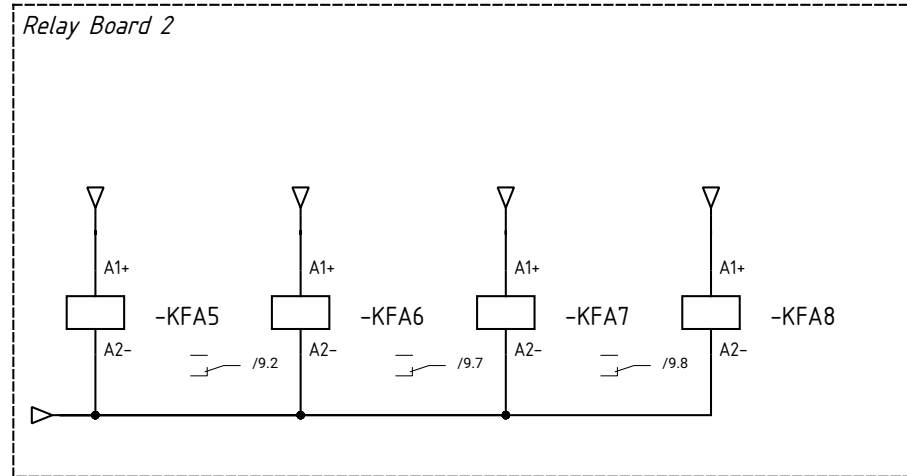 Relay Board 2
A1+ A1+ A1+ A1+
-KFA5 -KFA6 -KFA7 -KFA8
A2- A2- A2- A2-
/9.2 /9.7 /9.8